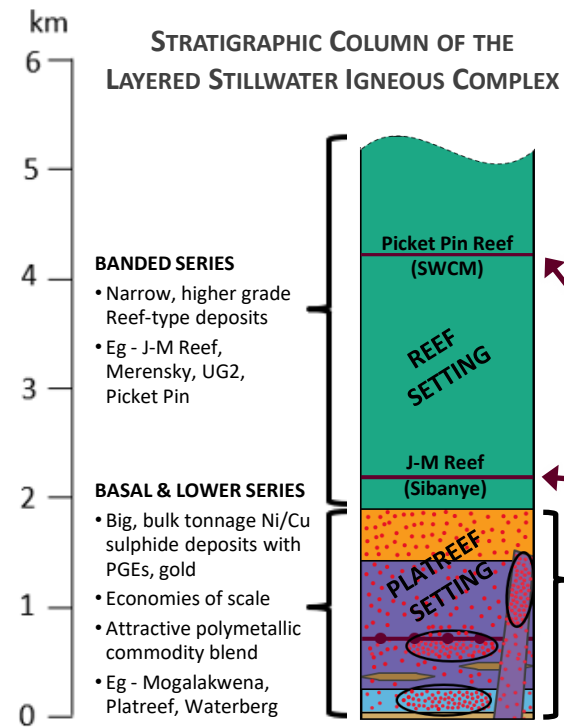 km
STRATIGRAPHIC COLUMN OF THE
LAYERED STILLWATER IGNEOUS COMPLEX
6
5
4
3
2
1
0
BANDED SERIES
• Narrow, higher grade
Reef-type deposits
• Eg - J-M Reef,
Merensky, UG2,
Picket Pin
BASAL & LOWER SERIES
• Big, bulk tonnage Ni/Cu
sulphide deposits with
PGEs, gold
• Economies of scale
• Attractive polymetallic
commodity blend
• Eg - Mogalakwena,
Platreef, Waterberg
Picket Pin Reef
(SWCM)
REEF
SETTING
J-M Reef
(Sibanye)
PLATREEF
SETTING